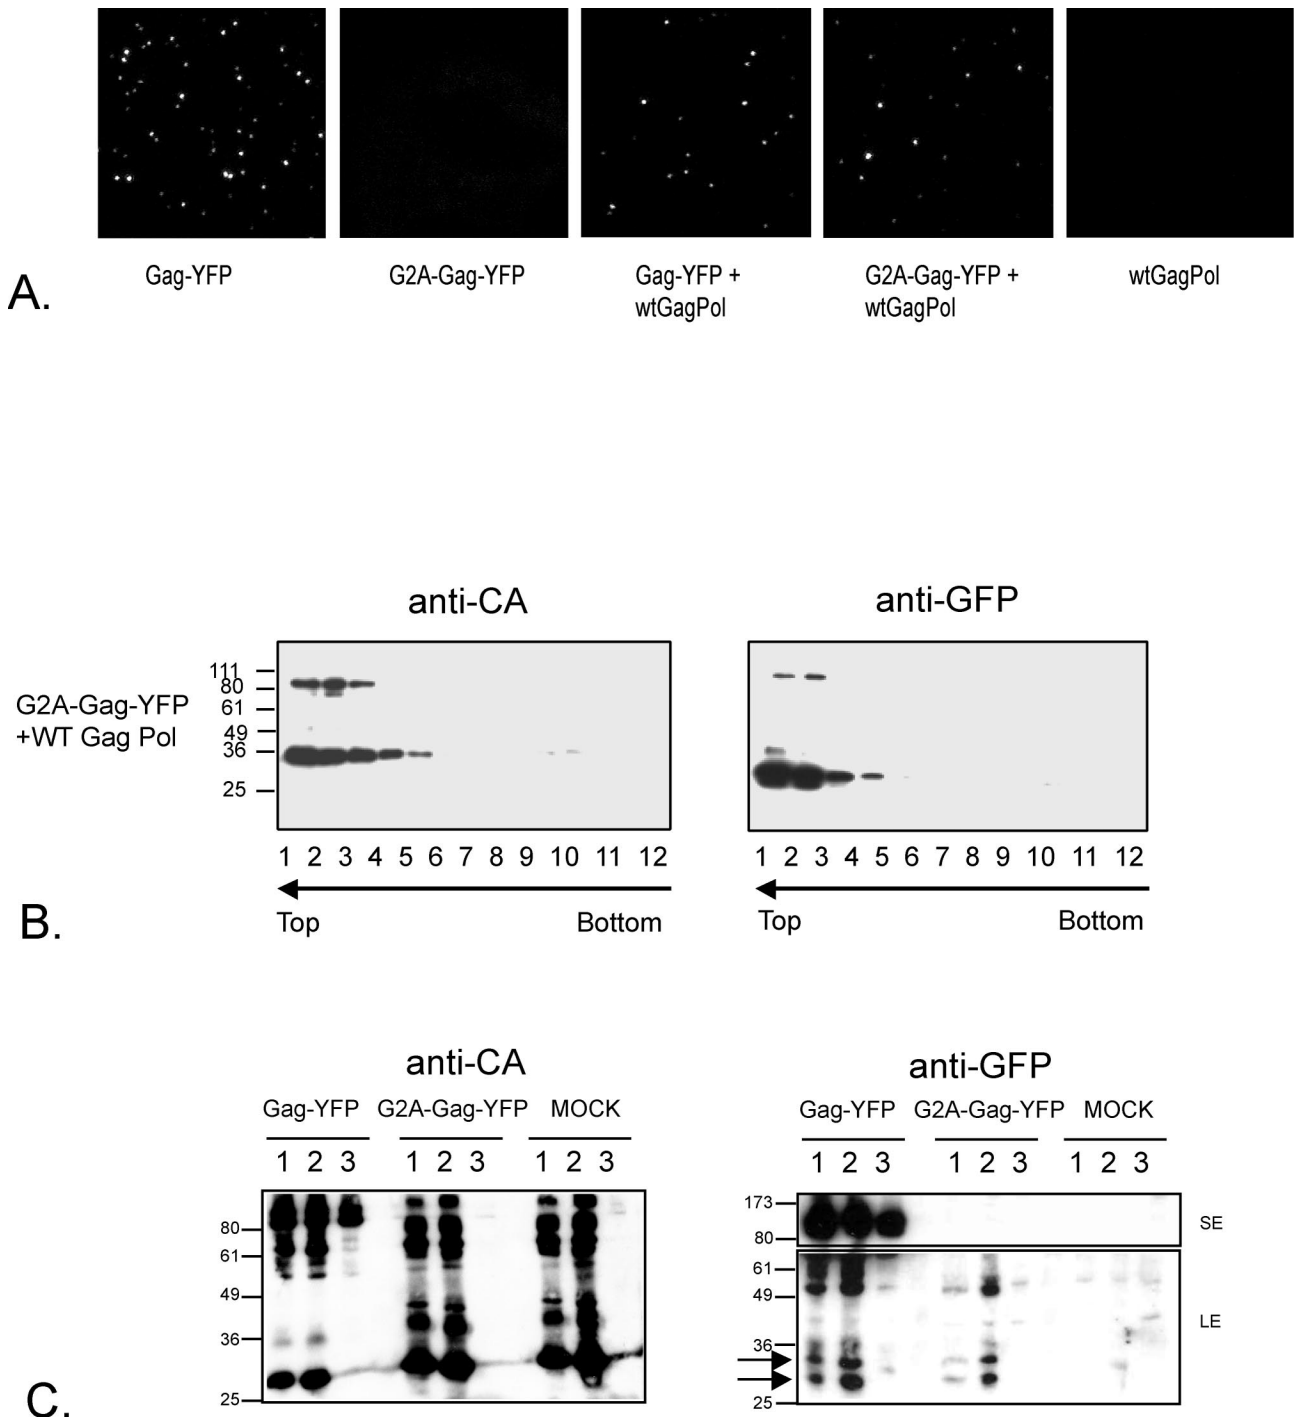 Gag-YFP
G2A-Gag-YFP
Gag-YFP +
wtGagPol
G2A-Gag-YFP +
wtGagPol
wtGagPol
A.
anti-CA
anti-GFP
G2A-Gag-YFP
+WT Gag Pol
111
80
61
49
36
25
1 2 3 4 5 6 7 8 9 10 11 12
1 2 3 4 5 6 7 8 9 10 11 12
Top Bottom
Top Bottom
B.
anti-CA
Gag-YFP G2A-Gag-YFP MOCK
1 2 3 1 2 3 1 2 3
80
61
49
36
25
anti-GFP
Gag-YFP G2A-Gag-YFP MOCK
1 2 3 1 2 3 1 2 3
173
80
SE
61
49
36
25
LE
C.